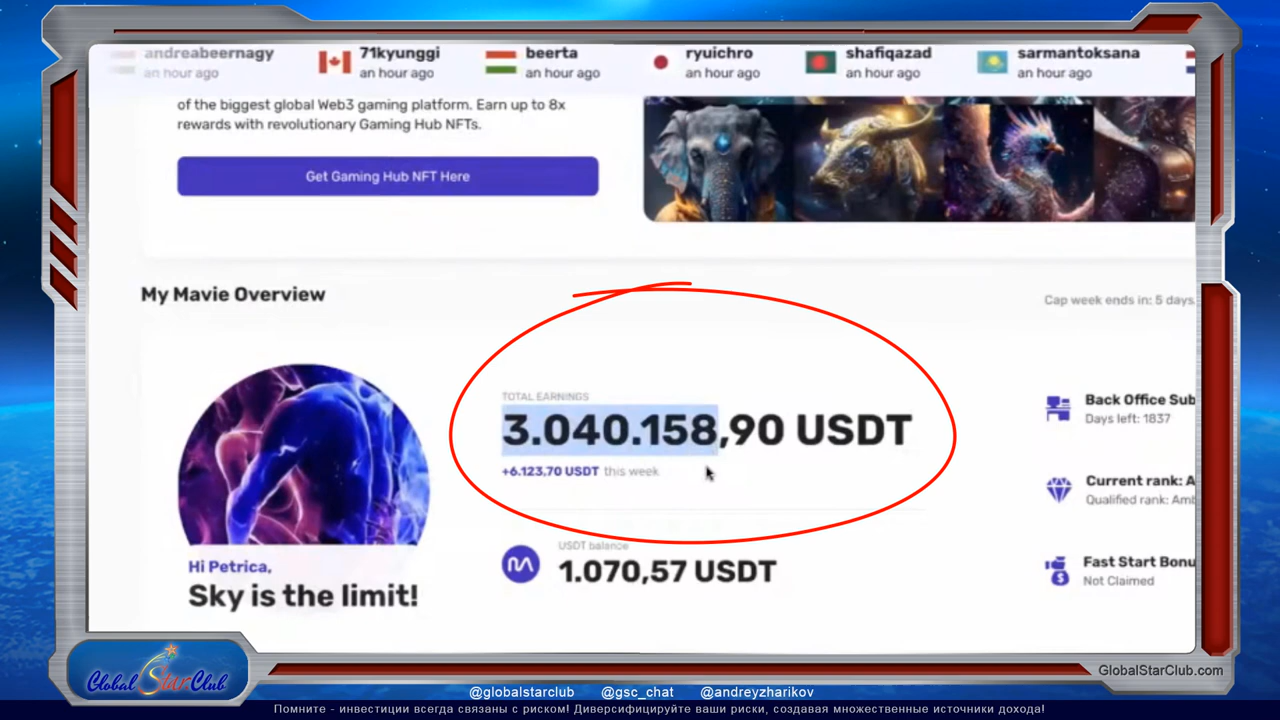 andreabeernagy
an hour ago
71kyunggi
an hour ago
beerta
an hour ago
ryuichro
an hour ago
shafiqazad
an hour ago
sarmantoksana
an hour ago
of the biggest global Web3 gaming platform. Earn up to 8x
rewards with revolutionary Gaming Hub NFTs.
Get Gaming Hub NFT Here
My Mavie Overview
Cap week ends in: 5 days
TOTAL EARNINGS
3.040.158,90 USDT
+6.123,70 USDT this week
Back Office Sub
Days left: 1837
Current rank: A
Qualified rank: Amb
USDT balance
1.070,57 USDT
Fast Start Bonu
Not Claimed
Hi Petrica,
Sky is the limit!
Global Star Club
GlobalStarClub.com
@globalstarclub @gsc_chat @andreyzharikov
Помните - инвестиции всегда связаны с риском! Диверсифицируйте ваши риски, создавая множественные источники дохода!